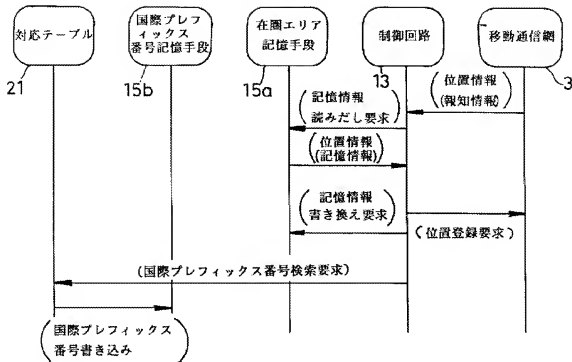 対応テーブル
21
国際プレフィ
ックス
番号記憶手段
15b
在圏エリア
記憶手段
15a
制御回路
13
移動通信網
3
(位置情報
(報知情報))
(記憶情報
読みだし要求)
(位置情報
(記憶情報))
(記憶情報
書き換え要求)
(位置登録要求)
(国際プレフィックス番号検索要求)
(国際プレフィックス
番号書き込み)